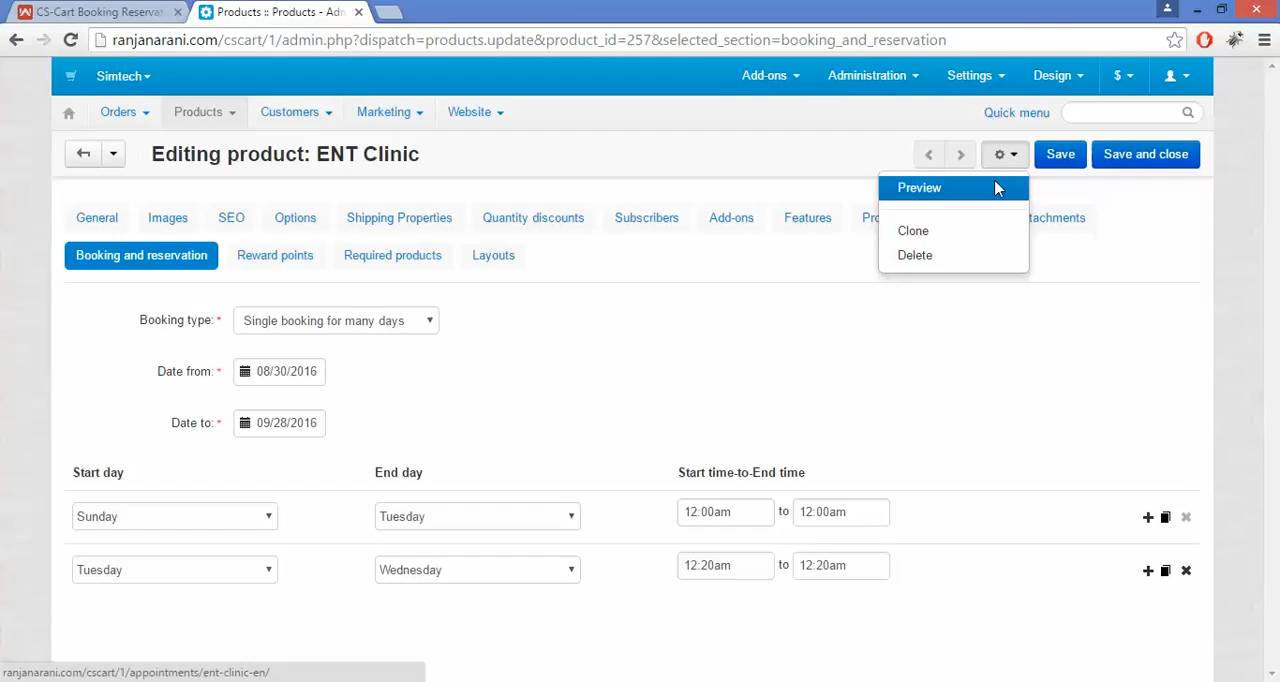 CS-Cart Booking Reserva
Products :: Products - Adm
ranjanarani.com/cscart/1/admin.php?dispatch=products.update&product_id=257&selected_section=booking_and_reservation
Simtech
Add-ons
Administration
Settings
Design
$
Orders
Products
Customers
Marketing
Website
Quick menu
Editing product: ENT Clinic
Save
Save and close
Preview
Clone
Delete
General
Images
SEO
Options
Shipping Properties
Quantity discounts
Subscribers
Add-ons
Features
tachments
Booking and reservation
Reward points
Required products
Layouts
Booking type: *
Single booking for many days
Date from: *
08/30/2016
Date to: *
09/28/2016
Start day
End day
Start time-to-End time
Sunday
Tuesday
12:00am to 12:00am
Tuesday
Wednesday
12:20am to 12:20am
ranjanarani.com/cscart/1/appointments/ent-clinic-en/